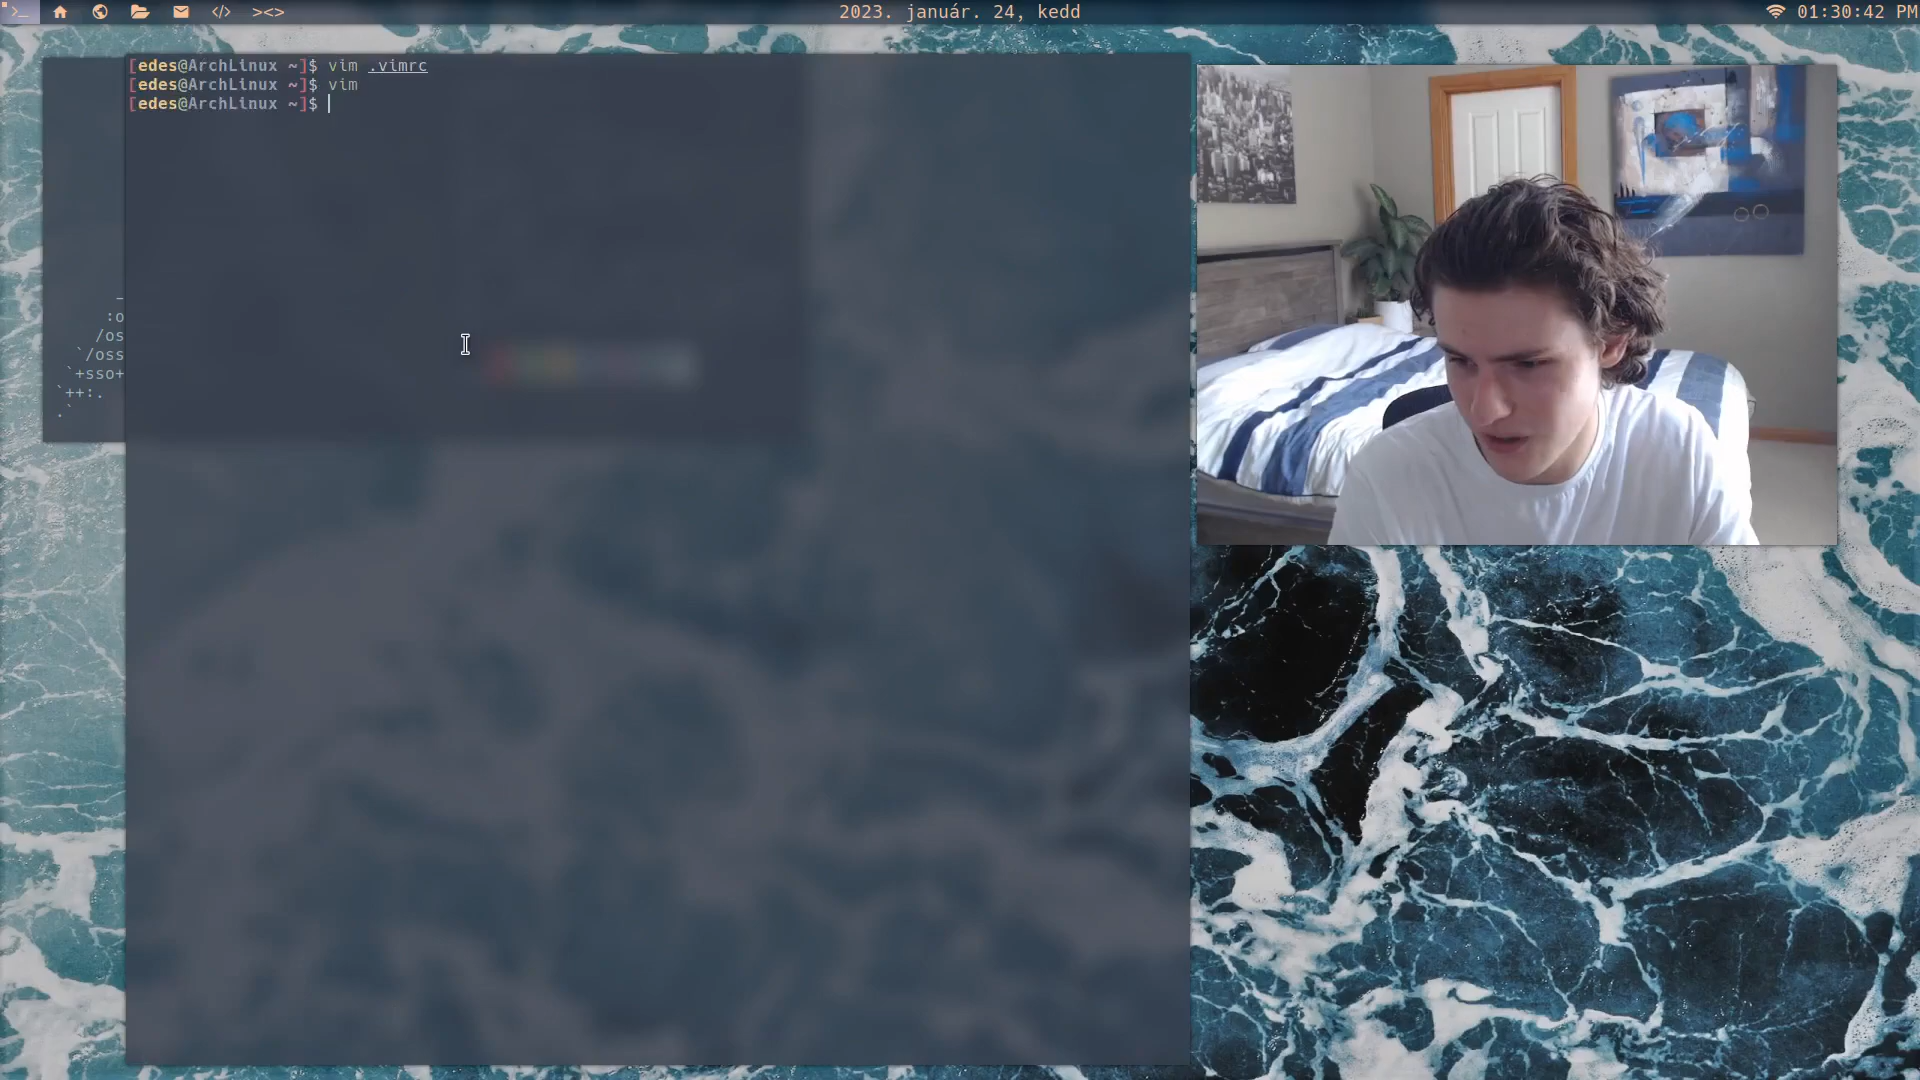 >_ </> ><> 2023. január. 24, kedd 01:30:42 PM
[edes@ArchLinux ~]$ vim .vimrc
[edes@ArchLinux ~]$ vim
[edes@ArchLinux ~]$
-
:o
/os
`/oss
`+sso+
`++:.
.`